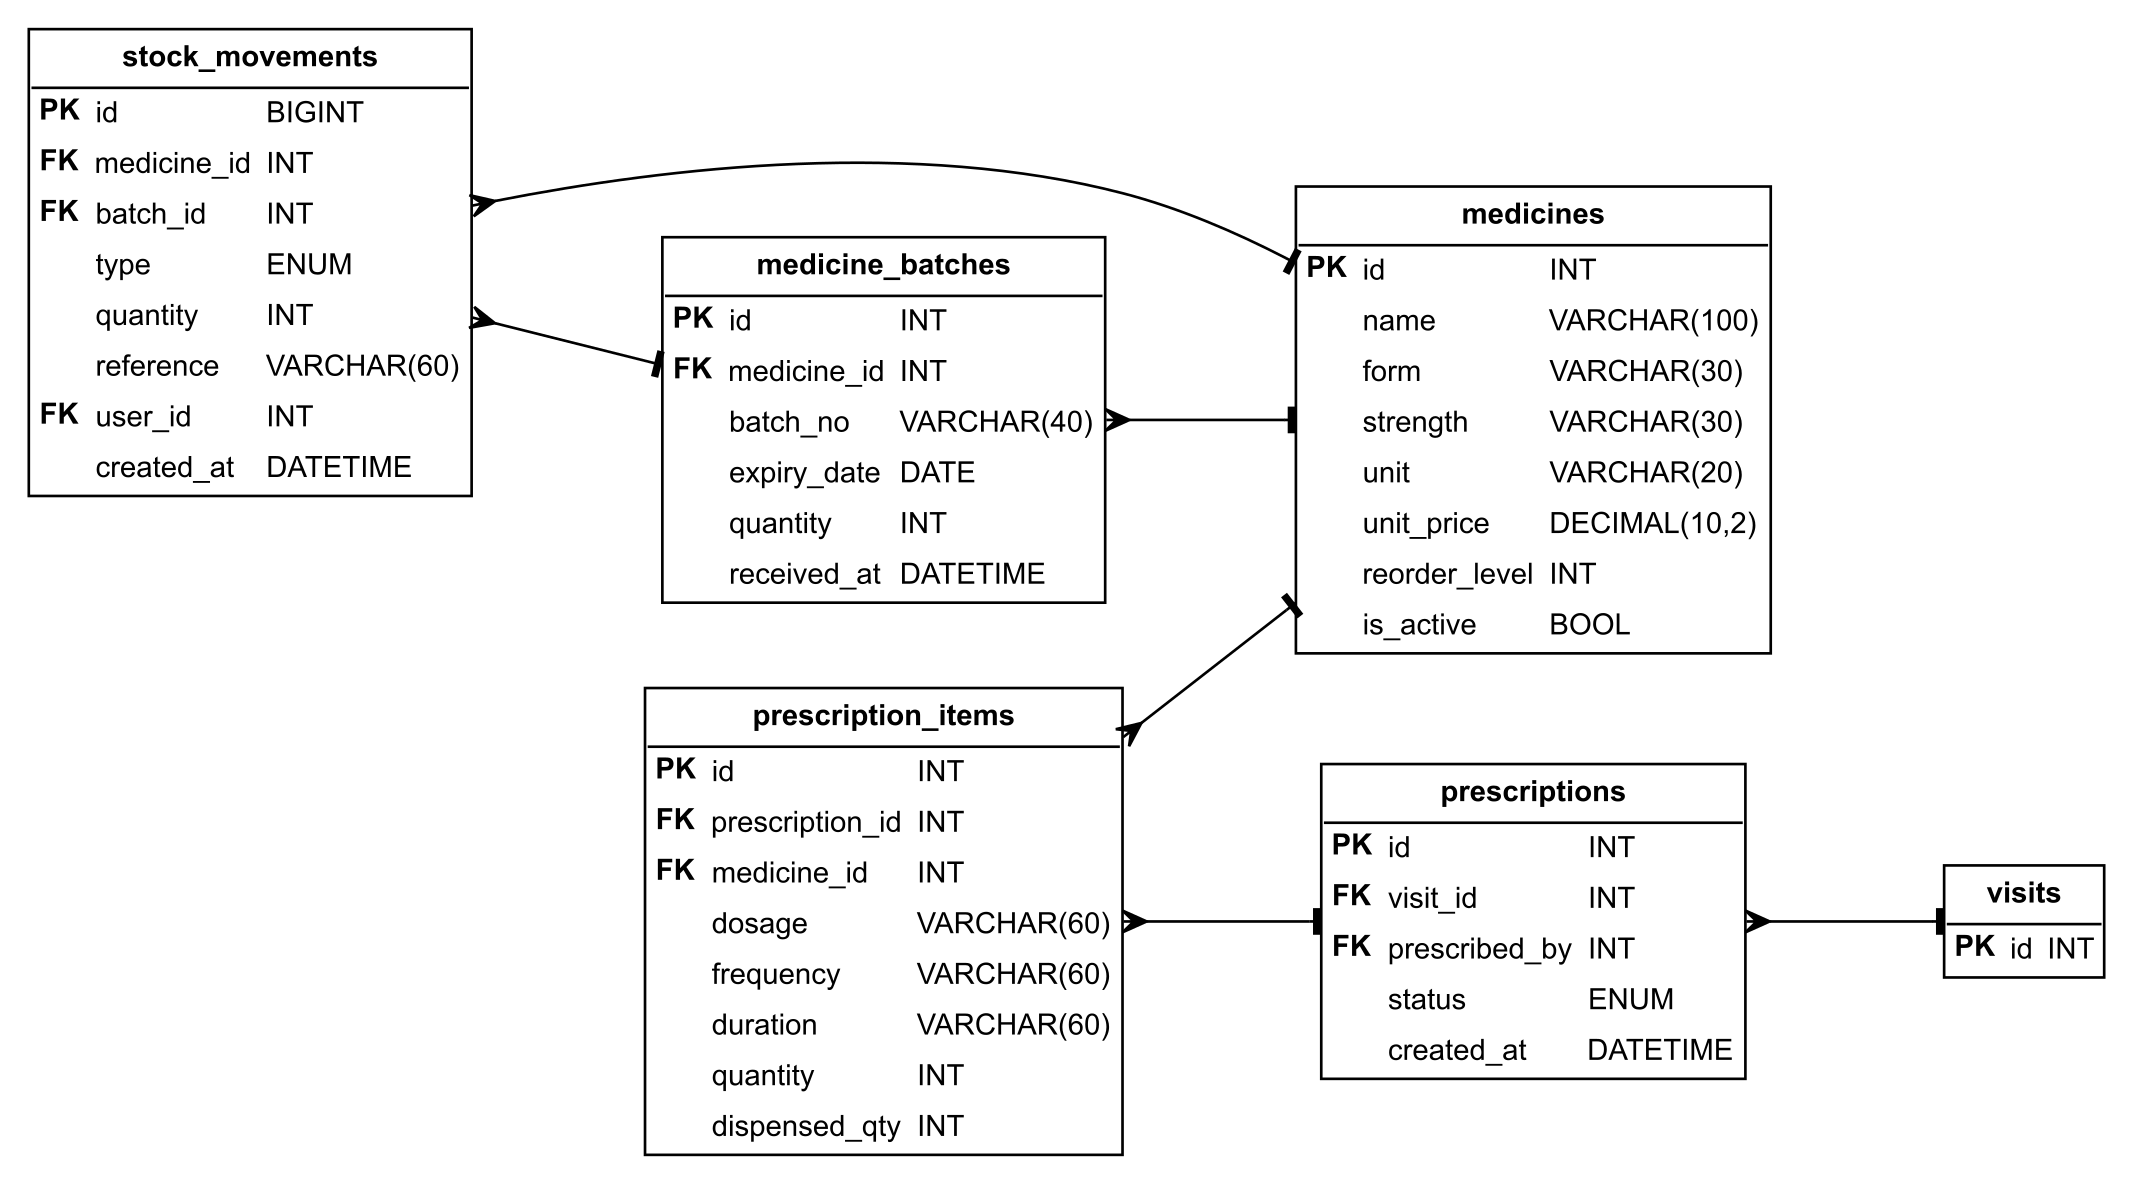 stock_movements
PK id BIGINT
FK medicine_id INT
FK batch_id INT
type ENUM
quantity INT
reference VARCHAR(60)
FK user_id INT
created_at DATETIME
medicine_batches
PK id INT
FK medicine_id INT
batch_no VARCHAR(40)
expiry_date DATE
quantity INT
received_at DATETIME
medicines
PK id INT
name VARCHAR(100)
form VARCHAR(30)
strength VARCHAR(30)
unit VARCHAR(20)
unit_price DECIMAL(10,2)
reorder_level INT
is_active BOOL
prescription_items
PK id INT
FK prescription_id INT
FK medicine_id INT
dosage VARCHAR(60)
frequency VARCHAR(60)
duration VARCHAR(60)
quantity INT
dispensed_qty INT
prescriptions
PK id INT
FK visit_id INT
FK prescribed_by INT
status ENUM
created_at DATETIME
visits
PK id INT